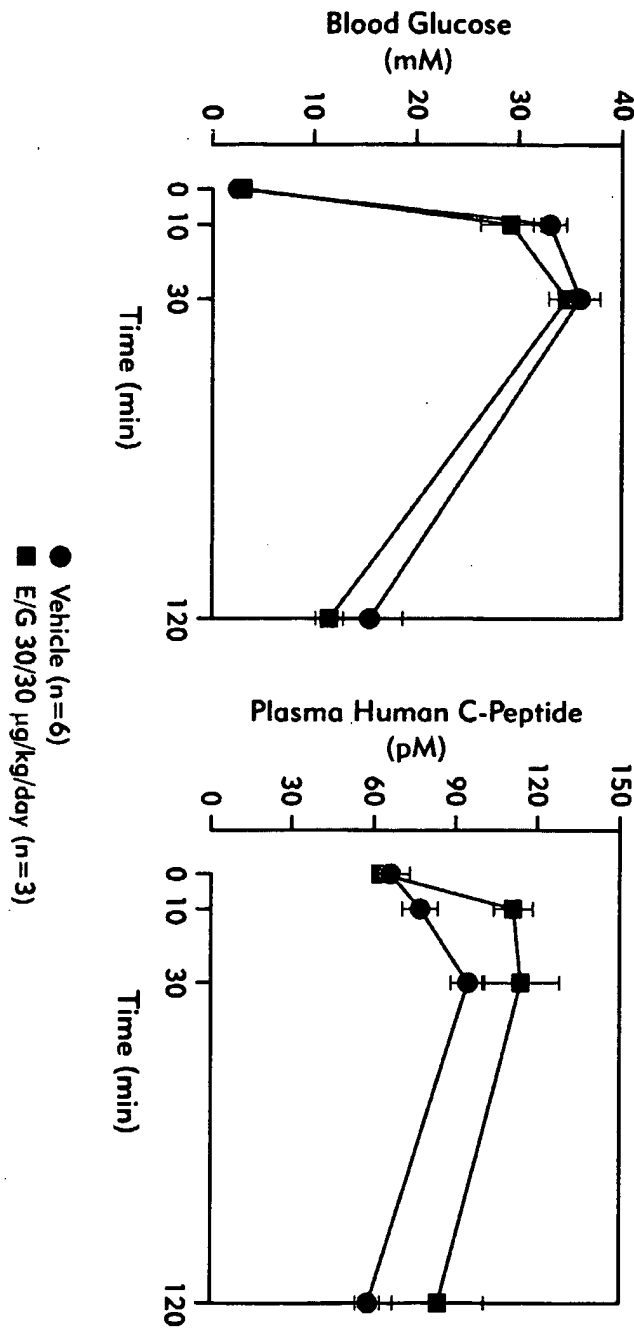 Blood Glucose
(mM)
40
30
20
10
0
0 10 30 120
Time (min)
Plasma Human C-Peptide
(pM)
150
120
90
60
30
0
0 10 30 120
Time (min)
Vehicle (n=6)
E/G 30/30 µg/kg/day (n=3)